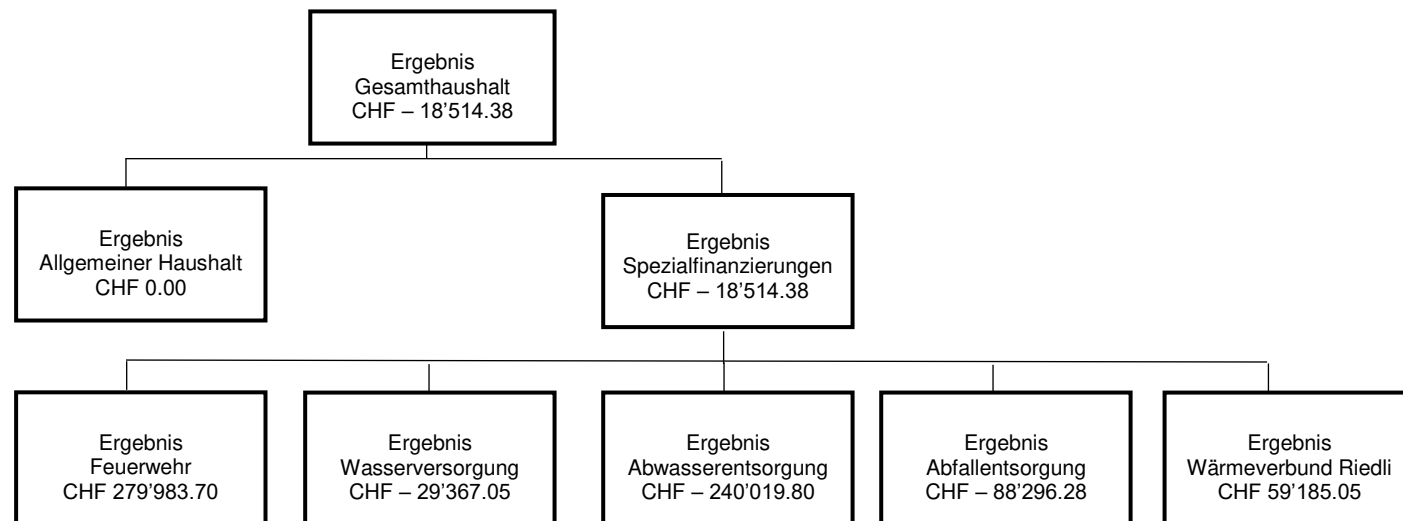 Ergebnis
Gesamthaushalt
CHF – 18’514.38
Ergebnis
Allgemeiner Haushalt
CHF 0.00
Ergebnis
Spezialfinanzierungen
CHF – 18’514.38
Ergebnis
Feuerwehr
CHF 279’983.70
Ergebnis
Wasserversorgung
CHF – 29’367.05
Ergebnis
Abwasserentsorgung
CHF – 240’019.80
Ergebnis
Abfallentsorgung
CHF – 88’296.28
Ergebnis
Wärmeverbund Riedli
CHF 59’185.05